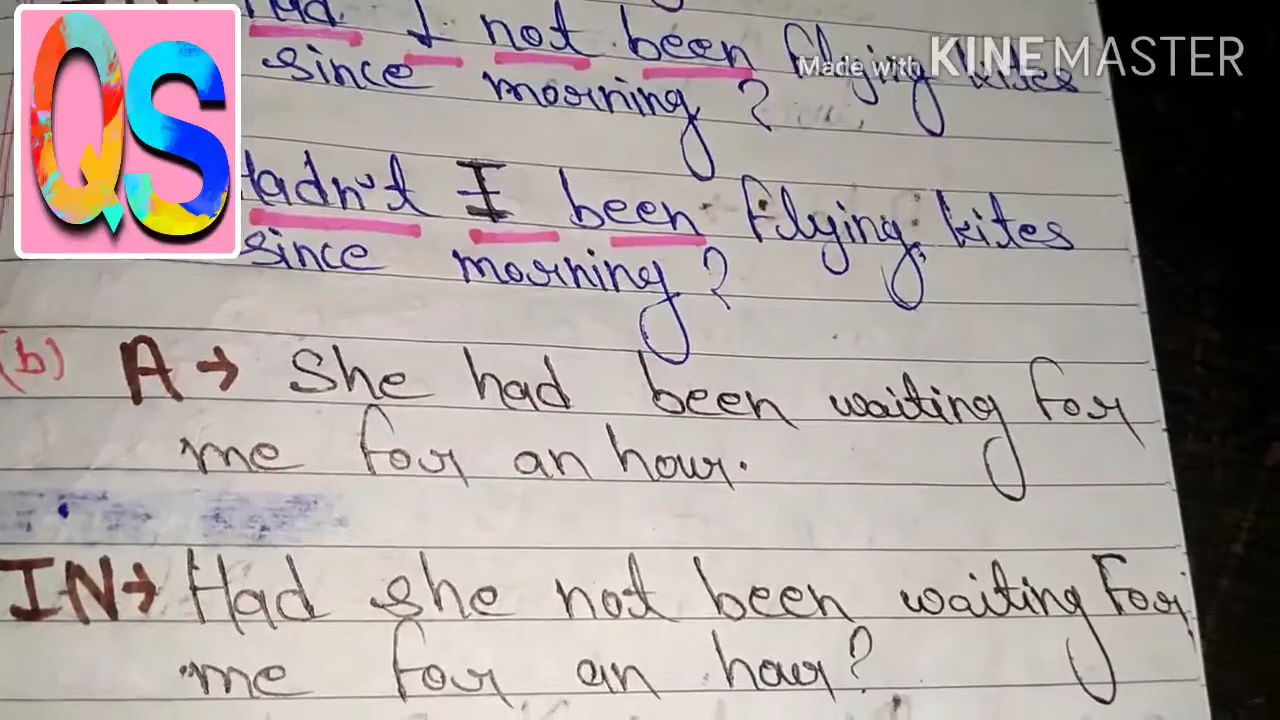 QS
Had I not been flying kites
Made with KINEMASTER
since morning?
Hadn't I been flying kites
since morning?
(b) A → She had been waiting for
me for an hour.
IN → Had she not been waiting for
me for an hour?